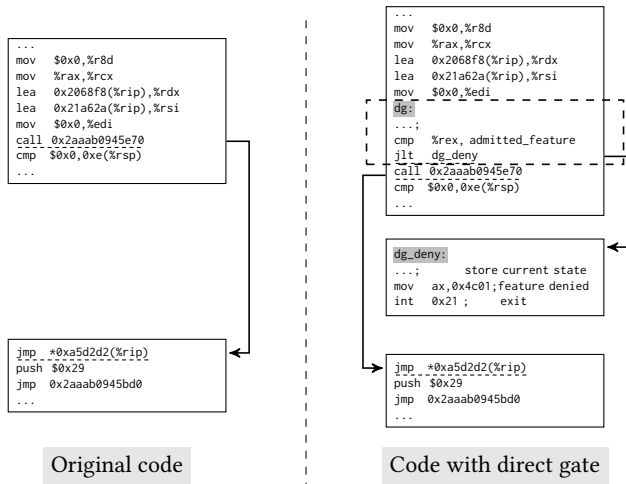 ...
mov $0x0,%r8d
mov %rax,%rcx
lea 0x2068f8(%rip),%rdx
lea 0x21a62a(%rip),%rsi
mov $0x0,%edi
call 0x2aaab0945e70
cmp $0x0,0xe(%rsp)
...
jmp *0xa5d2d2(%rip)
push $0x29
jmp 0x2aaab0945bd0
...
Original code
...
mov $0x0,%r8d
mov %rax,%rcx
lea 0x2068f8(%rip),%rdx
lea 0x21a62a(%rip),%rsi
mov $0x0,%edi
dg:
...;
cmp %rex, admitted_feature
jlt dg_deny
call 0x2aaab0945e70
cmp $0x0,0xe(%rsp)
...
dg_deny:
...; store current state
mov ax,0x4c01;feature denied
int 0x21 ; exit
jmp *0xa5d2d2(%rip)
push $0x29
jmp 0x2aaab0945bd0
...
Code with direct gate